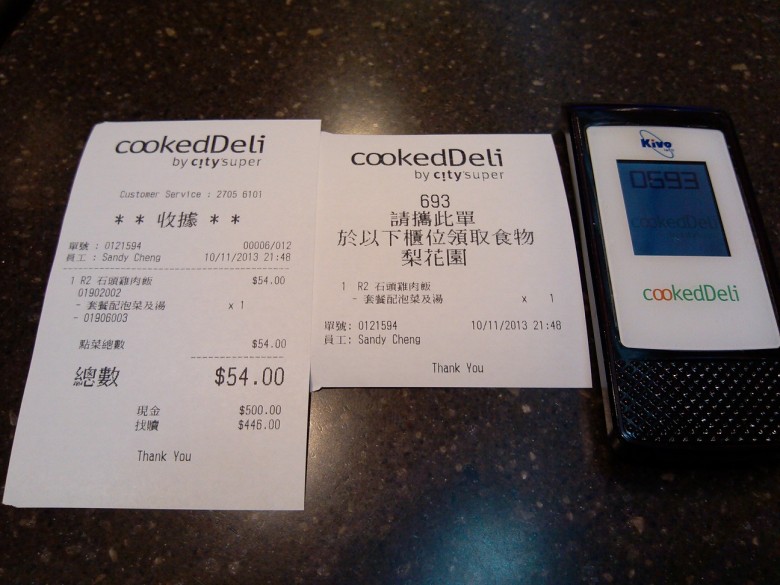 cookedDeli
by city'super
Customer Service : 2705 6101
* * 收據 * *
單號 : 0121594 00006/012
員工 : Sandy Cheng 10/11/2013 21:48
1 R2 石頭雞肉飯 $54.00
01902002
- 套餐配泡菜及湯 x 1
- 01906003
點菜總數 $54.00
總數 $54.00
現金 $500.00
找贖 $446.00
Thank You
cookedDeli
by city'super
693
請攜此單
於以下櫃位領取食物
梨花園
1 R2 石頭雞肉飯
- 套餐配泡菜及湯 x 1
單號: 0121594 10/11/2013 21:48
員工: Sandy Cheng
Thank You
Kivo
0593
cookedDeli
cookedDeli